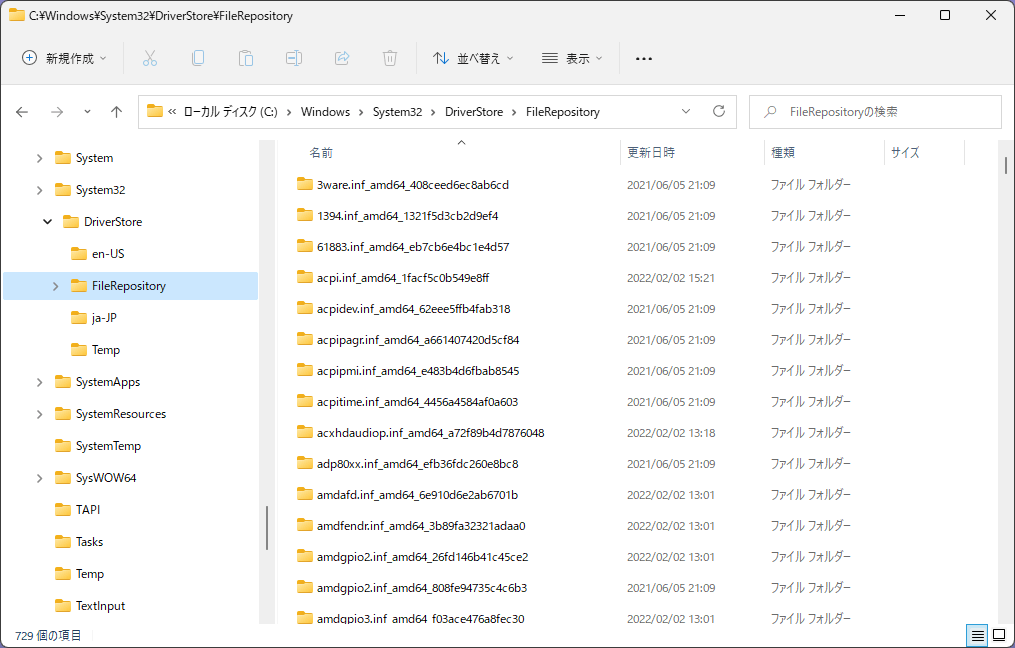 C:¥Windows¥System32¥DriverStore¥FileRepository
新規作成 並べ替え 表示
« ローカル ディスク (C:) › Windows › System32 › DriverStore › FileRepository
FileRepositoryの検索
System
System32
DriverStore
en-US
FileRepository
ja-JP
Temp
SystemApps
SystemResources
SystemTemp
SysWOW64
TAPI
Tasks
Temp
TextInput
名前 更新日時 種類 サイズ
3ware.inf_amd64_408ceed6ec8ab6cd 2021/06/05 21:09 ファイル フォルダー
1394.inf_amd64_1321f5d3cb2d9ef4 2021/06/05 21:09 ファイル フォルダー
61883.inf_amd64_eb7cb6e4bc1e4d57 2021/06/05 21:09 ファイル フォルダー
acpi.inf_amd64_1facf5c0b549e8ff 2022/02/02 15:21 ファイル フォルダー
acpidev.inf_amd64_62eee5ffb4fab318 2021/06/05 21:09 ファイル フォルダー
acpipagr.inf_amd64_a661407420d5cf84 2021/06/05 21:09 ファイル フォルダー
acpipmi.inf_amd64_e483b4d6fbab8545 2021/06/05 21:09 ファイル フォルダー
acpitime.inf_amd64_4456a4584af0a603 2021/06/05 21:09 ファイル フォルダー
acxhdaudiop.inf_amd64_a72f89b4d7876048 2022/02/02 13:18 ファイル フォルダー
adp80xx.inf_amd64_efb36fdc260e8bc8 2021/06/05 21:09 ファイル フォルダー
amdafd.inf_amd64_6e910d6e2ab6701b 2022/02/02 13:01 ファイル フォルダー
amdfendr.inf_amd64_3b89fa32321adaa0 2022/02/02 13:01 ファイル フォルダー
amdgpio2.inf_amd64_26fd146b41c45ce2 2022/02/02 13:01 ファイル フォルダー
amdgpio2.inf_amd64_808fe94735c4c6b3 2021/06/05 21:09 ファイル フォルダー
amdgpio3.inf_amd64_f03ace476a8fec30 2022/02/02 13:01 ファイル フォルダー
729 個の項目